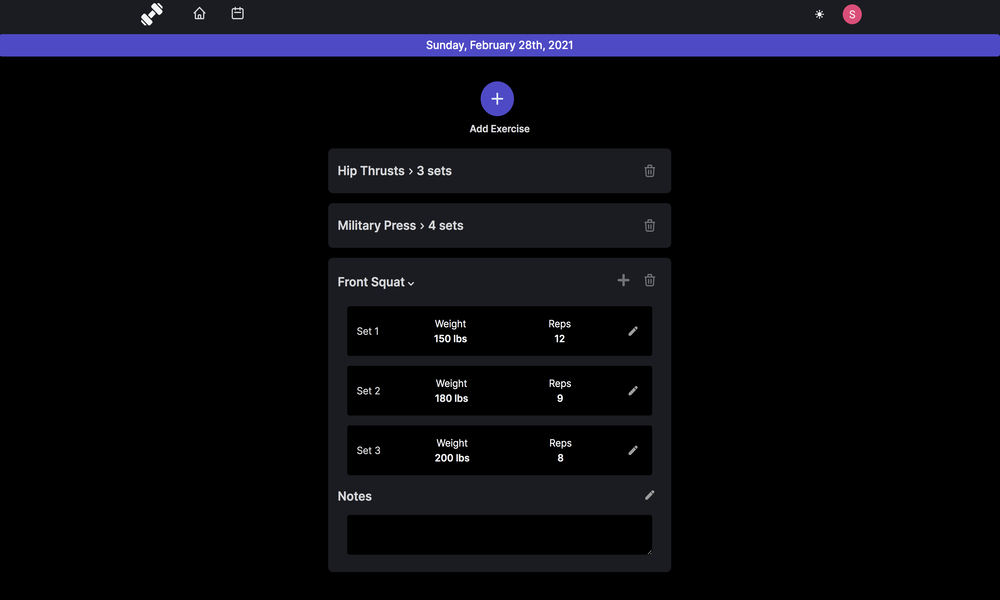 S
Sunday, February 28th, 2021
Add Exercise
Hip Thrusts › 3 sets
Military Press › 4 sets
Front Squat
Set 1 Weight 150 lbs Reps 12
Set 2 Weight 180 lbs Reps 9
Set 3 Weight 200 lbs Reps 8
Notes